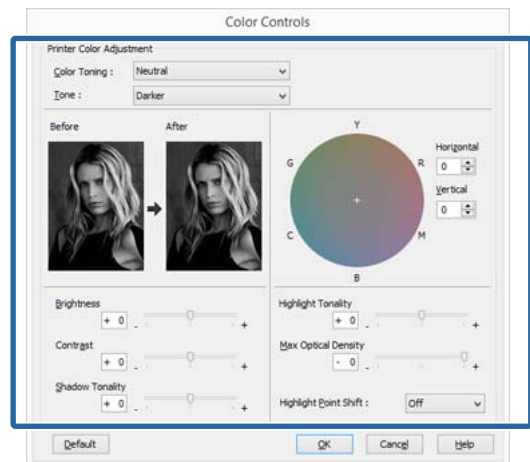 Color Controls
Printer Color Adjustment
Color Toning : Neutral
Tone : Darker
Before After
Y
G R
C M
B
Horizontal
0
Vertical
0
Brightness
+ 0 - +
Contrast
+ 0 - +
Shadow Tonality
+ 0 - +
Highlight Tonality
+ 0 - +
Max Optical Density
- 0 - +
Highlight Point Shift : Off
Default OK Cancel Help